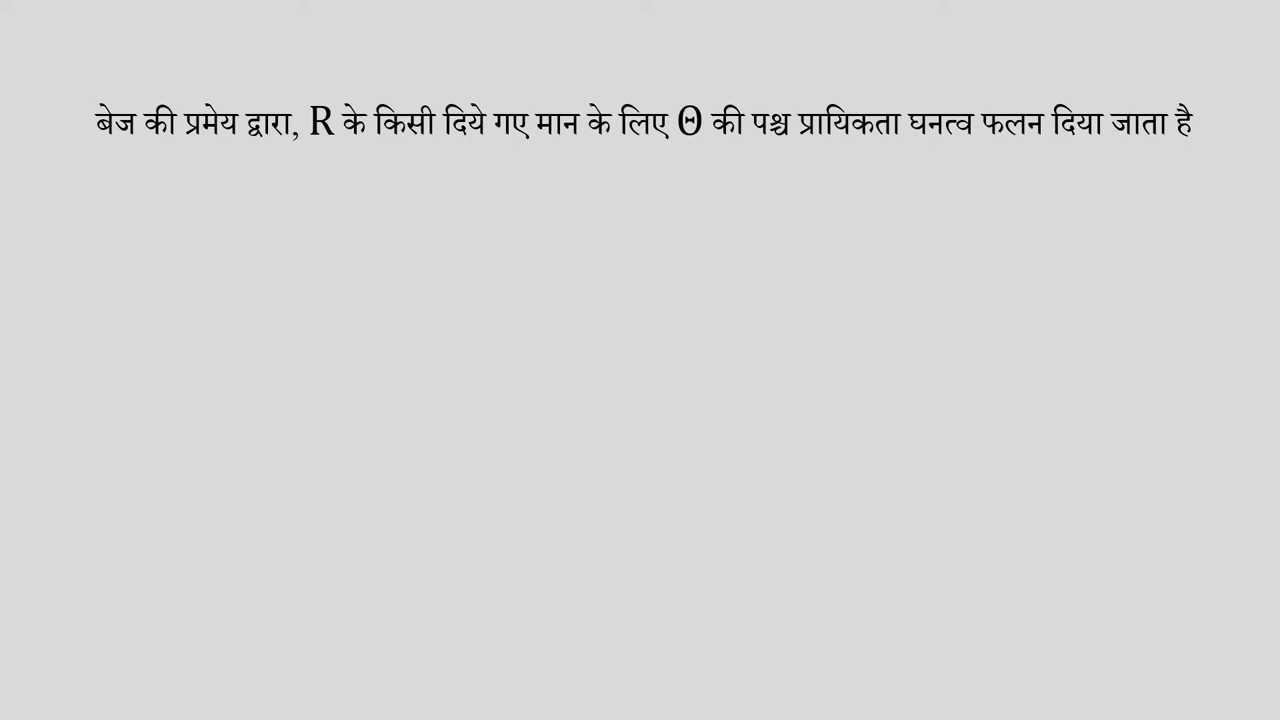 बेज की प्रमेय द्वारा, R के किसी दिये गए मान के लिए Θ की पश्च प्रायिकता घनत्व फलन दिया जाता है